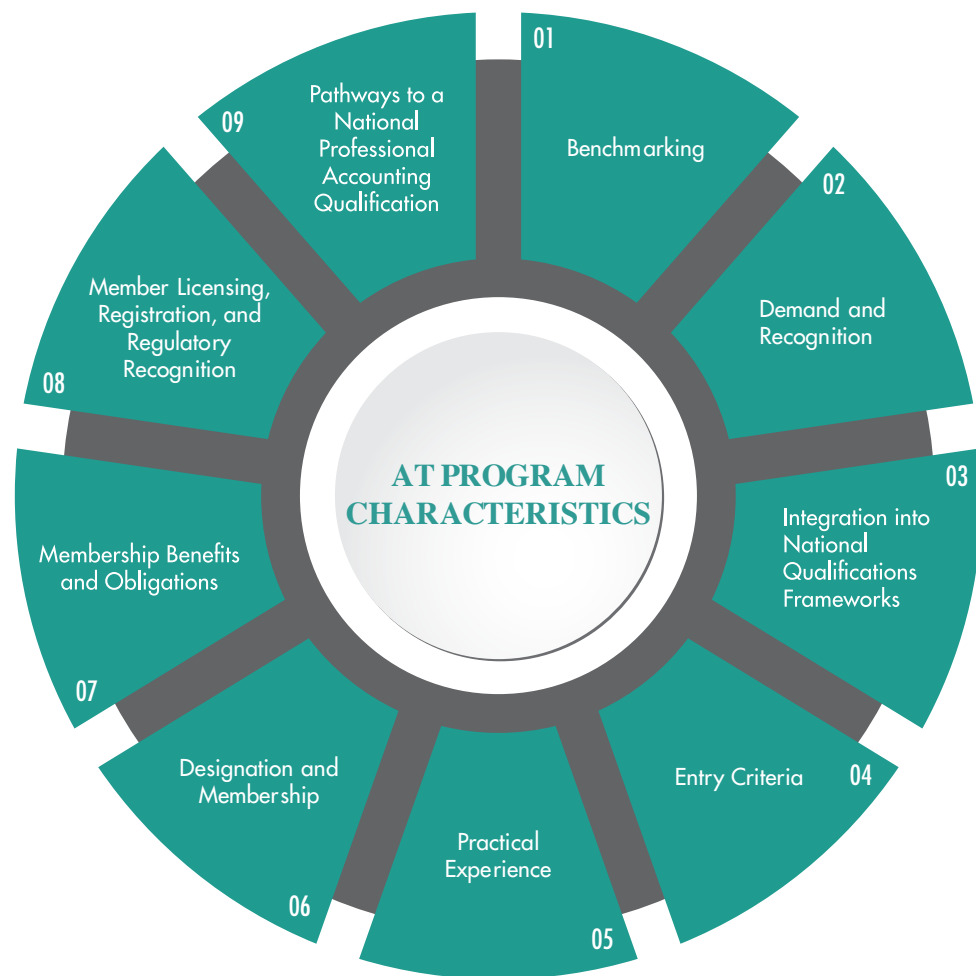 01
Benchmarking
02
Demand and
Recognition
03
Integration into
National
Qualifications
Frameworks
04
Entry Criteria
05
Practical
Experience
06
Designation and
Membership
07
Membership Benefits
and Obligations
08
Member Licensing,
Registration, and
Regulatory
Recognition
09
Pathways to a
National
Professional
Accounting
Qualification
AT PROGRAM
CHARACTERISTICS